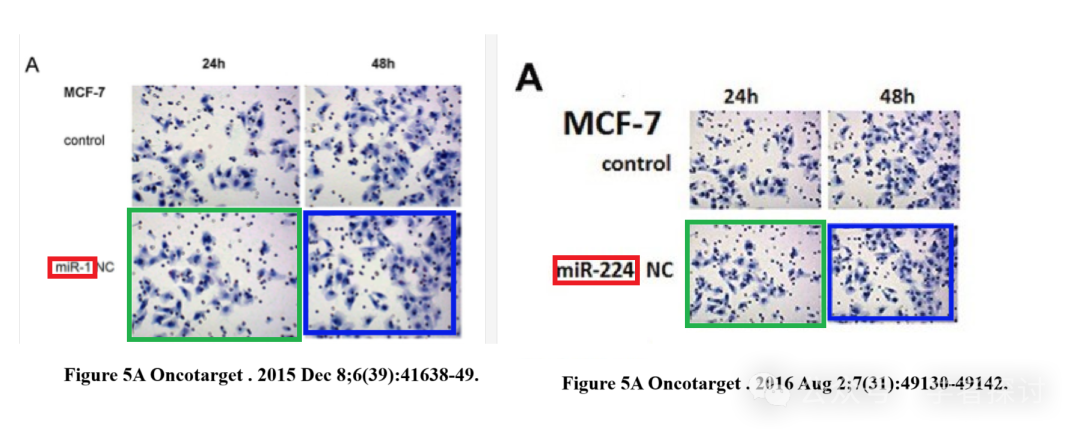 A
24h 48h
MCF-7
control
miR-1 NC
Figure 5A Oncotarget . 2015 Dec 8;6(39):41638-49.
A
24h 48h
MCF-7
control
miR-224 NC
Figure 5A Oncotarget . 2016 Aug 2;7(31):49130-49142.